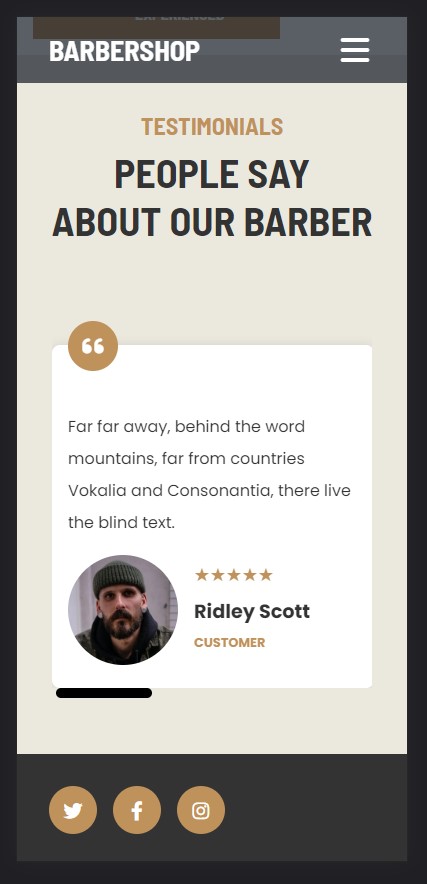 EXPERIENCES
BARBERSHOP
TESTIMONIALS
PEOPLE SAY
ABOUT OUR BARBER
Far far away, behind the word
mountains, far from countries
Vokalia and Consonantia, there live
the blind text.
Ridley Scott
CUSTOMER